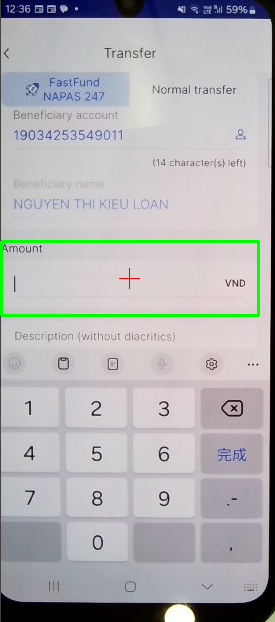 12:36
59%
Transfer
FastFund
NAPAS 247
Normal transfer
Beneficiary account
19034253549011
(14 character(s) left)
Beneficiary name
NGUYEN THI KIEU LOAN
Amount
VND
Description (without diacritics)
1 2 3
4 5 6 完成
7 8 9 .-
0 ,